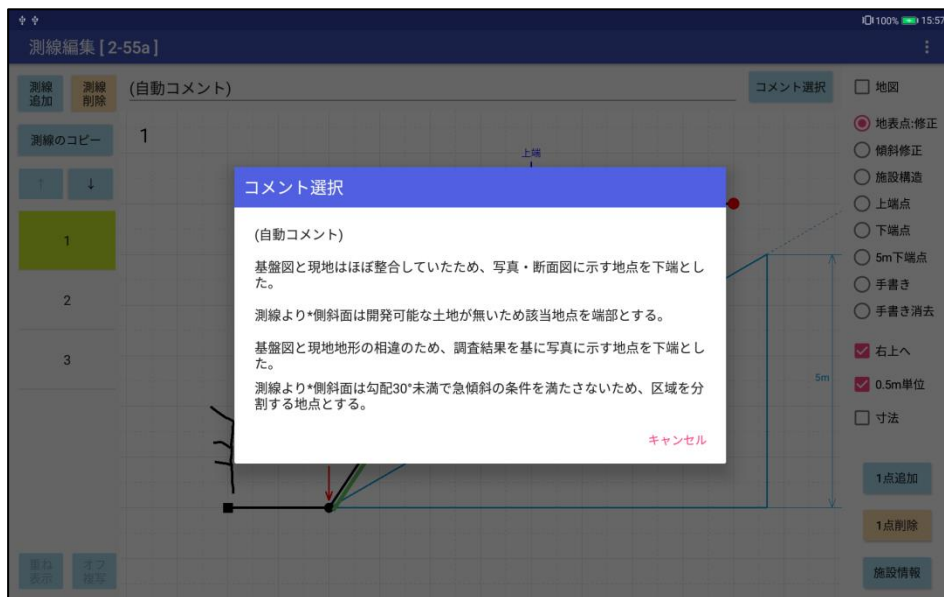 100% 15:57
測線編集 [ 2-55a ]
測線
追加
測線
削除
(自動コメント)
コメント選択
地図
測線のコピー
1
地表点:修正
上端
傾斜修正
↑
↓
施設構造
コメント選択
上端点
1
(自動コメント)
下端点
基盤図と現地はほぼ整合していたため、写真・断面図に示す地点を下端とし
た。
5m下端点
手書き
2
測線より*側斜面は開発可能な土地が無いため該当地点を端部とする。
手書き消去
基盤図と現地地形の相違のため、調査結果を基に写真に示す地点を下端とし
た。
右上へ
3
測線より*側斜面は勾配30°未満で急傾斜の条件を満たさないため、区域を分
割する地点とする。
5m
0.5m単位
寸法
キャンセル
1点追加
1点削除
重ね
表示
オフ
複写
施設情報